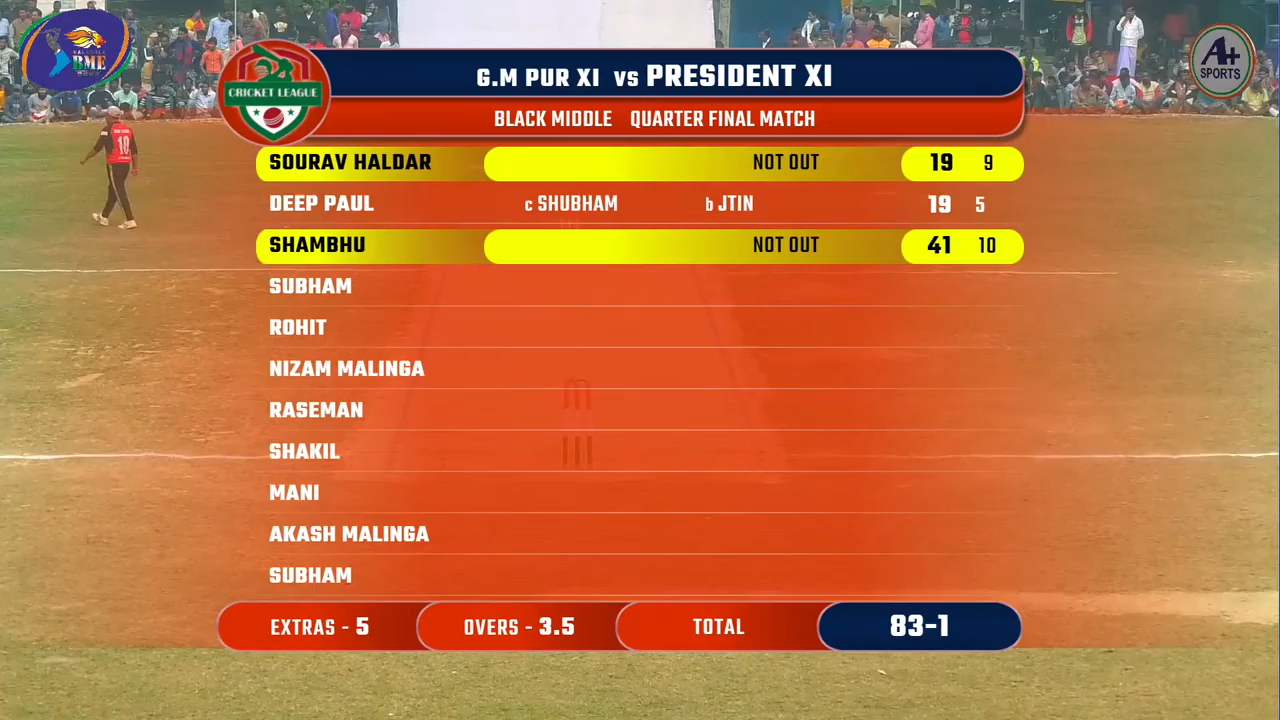 BME
A+
SPORTS
CRICKET LEAGUE
G.M PUR XI vs PRESIDENT XI
BLACK MIDDLE QUARTER FINAL MATCH
10
SOURAV HALDAR NOT OUT 19 9
DEEP PAUL c SHUBHAM b JTIN 19 5
SHAMBHU NOT OUT 41 10
SUBHAM
ROHIT
NIZAM MALINGA
RASEMAN
SHAKIL
MANI
AKASH MALINGA
SUBHAM
EXTRAS - 5 OVERS - 3.5 TOTAL 83-1